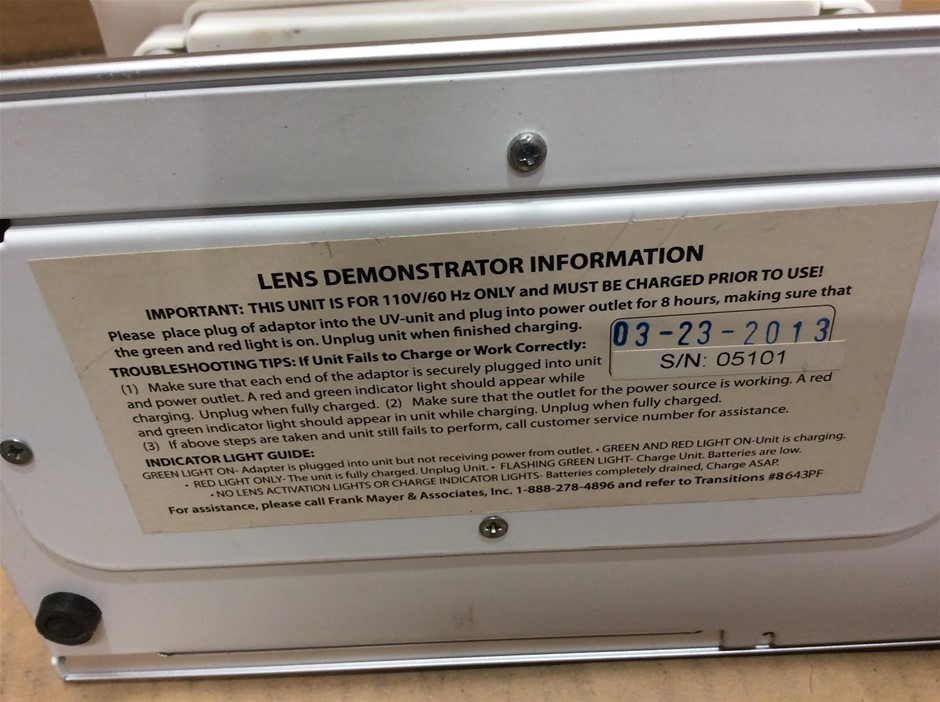 LENS DEMONSTRATOR INFORMATION
IMPORTANT: THIS UNIT IS FOR 110V/60 Hz ONLY and MUST BE CHARGED PRIOR TO USE!
Please place plug of adaptor into the UV-unit and plug into power outlet for 8 hours, making sure that
the green and red light is on. Unplug unit when finished charging.
03-23-2013
S/N: 05101
TROUBLESHOOTING TIPS: If Unit Fails to Charge or Work Correctly:
(1) Make sure that each end of the adaptor is securely plugged into unit
and power outlet. A red and green indicator light should appear while
charging. Unplug when fully charged. (2) Make sure that the outlet for the power source is working. A red
and green indicator light should appear in unit while charging. Unplug when fully charged.
(3) If above steps are taken and unit still fails to perform, call customer service number for assistance.
INDICATOR LIGHT GUIDE:
GREEN LIGHT ON- Adapter is plugged into unit but not receiving power from outlet. • GREEN AND RED LIGHT ON-Unit is charging.
• RED LIGHT ONLY- The unit is fully charged. Unplug Unit. • FLASHING GREEN LIGHT- Charge Unit. Batteries are low.
• NO LENS ACTIVATION LIGHTS OR CHARGE INDICATOR LIGHTS- Batteries completely drained, Charge ASAP.
For assistance, please call Frank Mayer & Associates, Inc. 1-888-278-4896 and refer to Transitions #8643PF